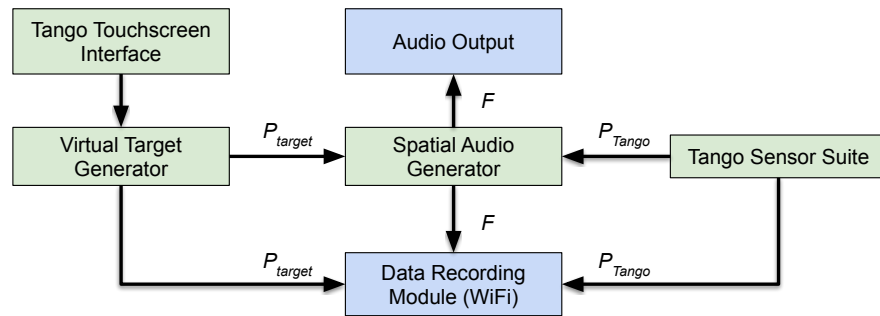 Tango Touchscreen
Interface
Audio Output
F
Virtual Target
Generator
P_target
Spatial Audio
Generator
P_Tango
Tango Sensor Suite
F
P_target
Data Recording
Module (WiFi)
P_Tango